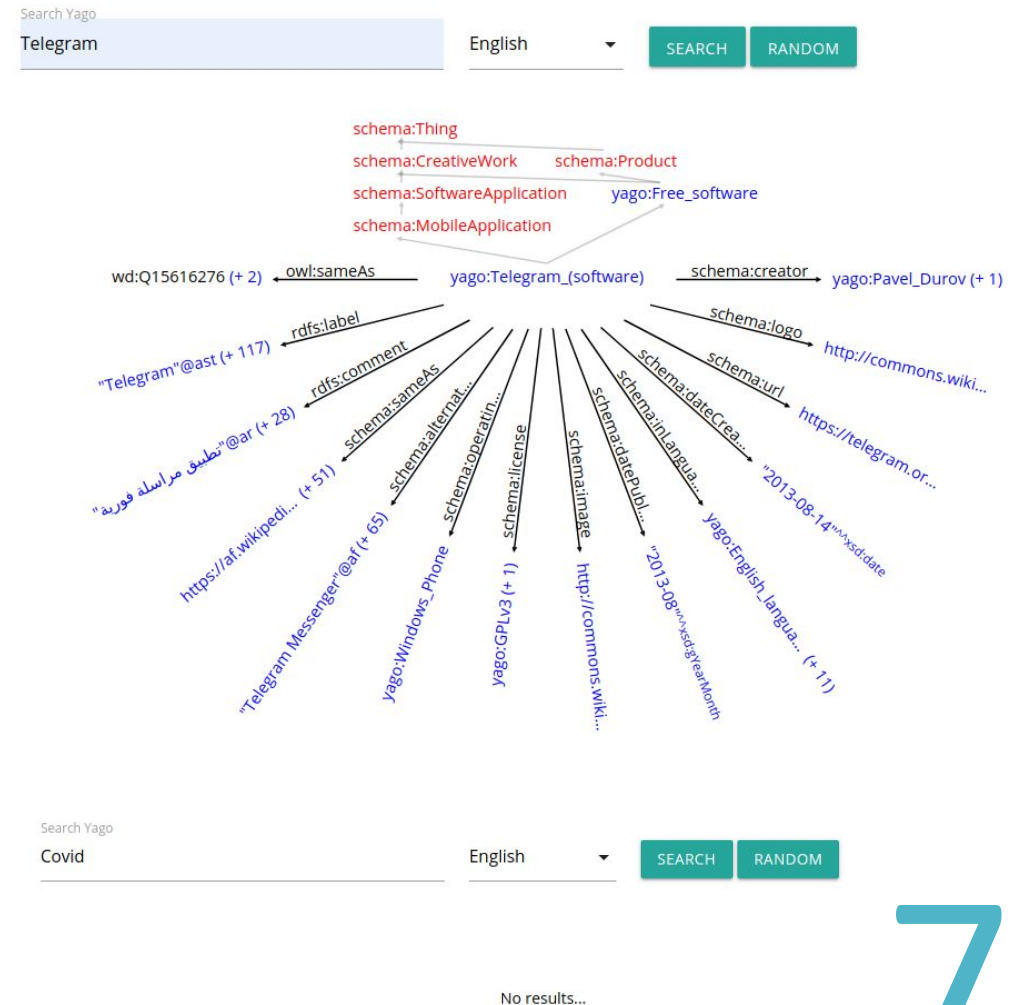 Search Yago
Telegram
English
SEARCH
RANDOM
schema:Thing
schema:CreativeWork
schema:Product
schema:SoftwareApplication
yago:Free_software
schema:MobileApplication
wd:Q15616276 (+ 2)
owl:sameAs
yago:Telegram_(software)
schema:creator
yago:Pavel_Durov (+ 1)
rdfs:label
"Telegram"@ast (+ 117)
rdfs:comment
"تطبيق مراسلة فورية"@ar (+ 28)
schema:sameAs
https://af.wikipedi... (+ 51)
schema:alternat...
"Telegram Messenger"@af (+ 65)
schema:operatin...
yago:Windows_Phone
schema:license
yago:GPLv3 (+ 1)
schema:image
http://commons.wiki...
schema:datePubl...
"2013-08"^^xsd:gYearMonth
schema:inLangua...
yago:English_langua... (+ 11)
schema:dateCrea...
"2013-08-14"^^xsd:date
schema:url
https://telegram.or...
schema:logo
http://commons.wiki...
Search Yago
Covid
English
SEARCH
RANDOM
No results...
7